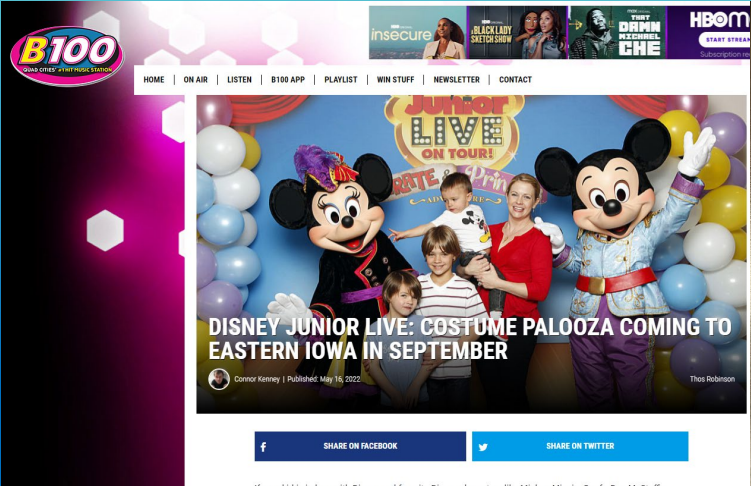 B100
QUAD CITIES' #1 HIT MUSIC STATION
insecure
A BLACK LADY
SKETCH SHOW
THAT
DAMN
MICHAEL
CHE
HBO
START STREAM
Subscription re
HOME | ON AIR | LISTEN | B100 APP | PLAYLIST | WIN STUFF | NEWSLETTER | CONTACT
Junior
LIVE
ON TOUR!
DISNEY JUNIOR LIVE: COSTUME PALOOZA COMING TO
EASTERN IOWA IN SEPTEMBER
Connor Kenney | Published: May 16, 2022
Thos Robinson
SHARE ON FACEBOOK
SHARE ON TWITTER